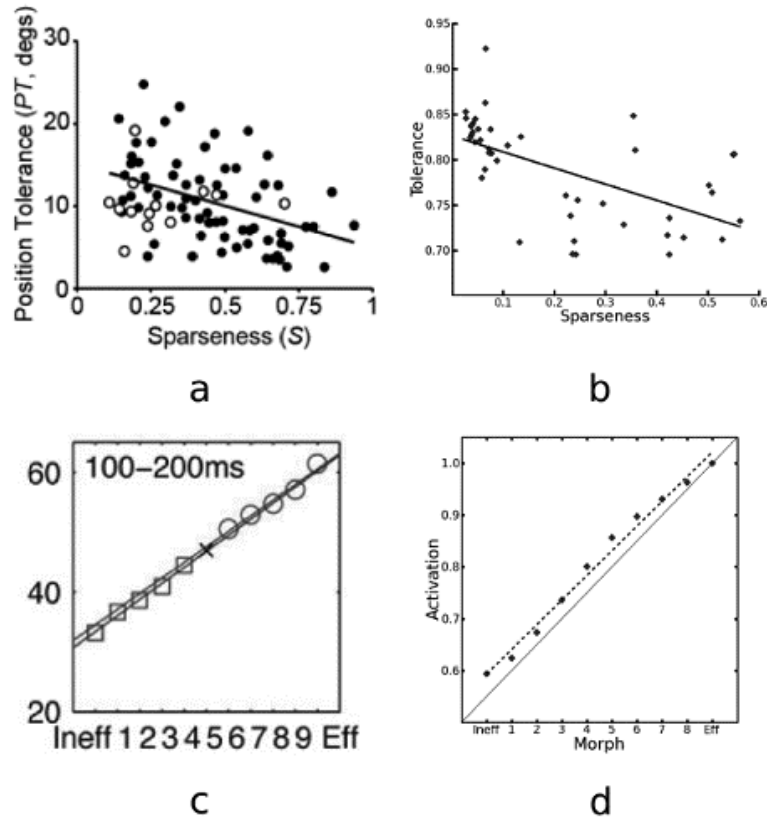 30
20
10
0
Position Tolerance (PT, degs)
0 0.25 0.5 0.75 1
Sparseness (S)
a
0.95
0.90
0.85
0.80
0.75
0.70
Tolerance
0.1 0.2 0.3 0.4 0.5 0.6
Sparseness
b
100–200ms
60
40
20
Ineff 1 2 3 4 5 6 7 8 9 Eff
c
1.0
0.9
0.8
0.7
0.6
Activation
Ineff 1 2 3 4 5 6 7 8 Eff
Morph
d